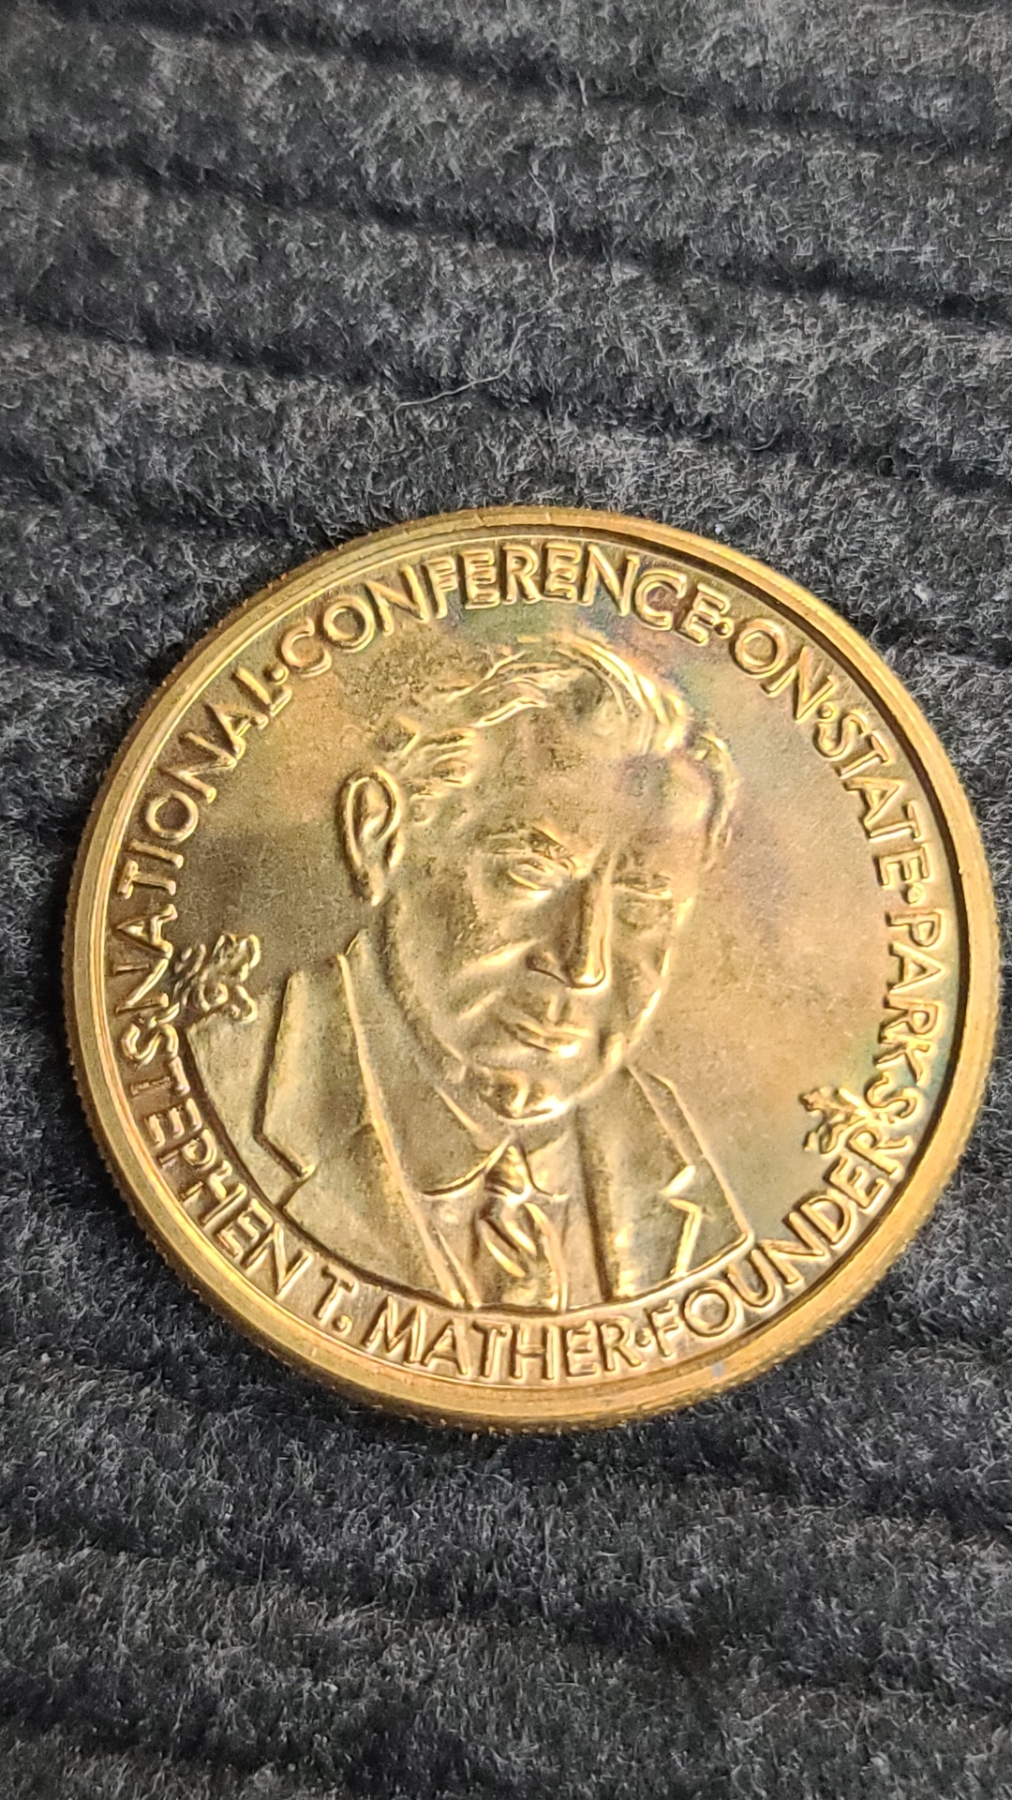 NATIONAL·CONFERENCE·ON·STATE·PARKS
STEPHEN T. MATHER·FOUNDER